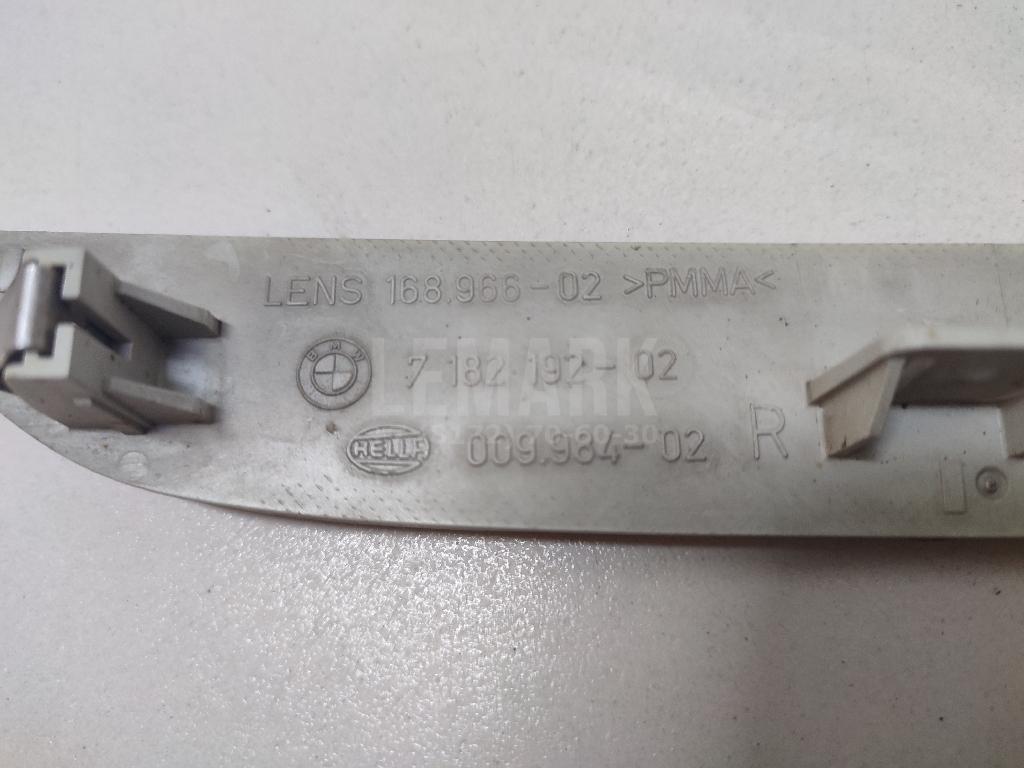 LENS 168.966-02 >PMMA<
BMW 7 182 192-02
HELLA 009.984-02 R
LEMARK